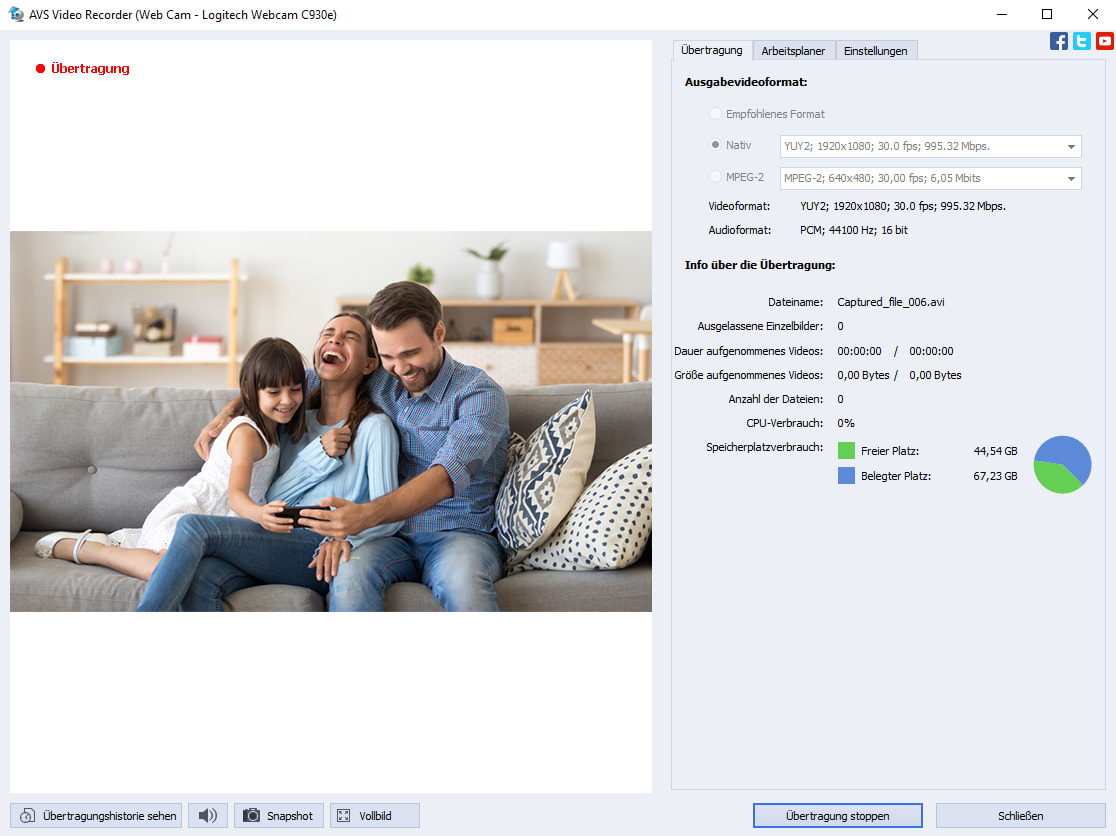 AVS Video Recorder (Web Cam - Logitech Webcam C930e)
Übertragung
Übertragung Arbeitsplaner Einstellungen
Ausgabevideoformat:
Empfohlenes Format
Nativ YUY2; 1920x1080; 30.0 fps; 995.32 Mbps.
MPEG-2 MPEG-2; 640x480; 30,00 fps; 6,05 Mbits
Videoformat: YUY2; 1920x1080; 30.0 fps; 995.32 Mbps.
Audioformat: PCM; 44100 Hz; 16 bit
Info über die Übertragung:
Dateiname: Captured_file_006.avi
Ausgelassene Einzelbilder: 0
Dauer aufgenommenes Videos: 00:00:00 / 00:00:00
Größe aufgenommenes Videos: 0,00 Bytes / 0,00 Bytes
Anzahl der Dateien: 0
CPU-Verbrauch: 0%
Speicherplatzverbrauch: Freier Platz: 44,54 GB
Belegter Platz: 67,23 GB
Übertragungshistorie sehen Snapshot Vollbild Übertragung stoppen Schließen